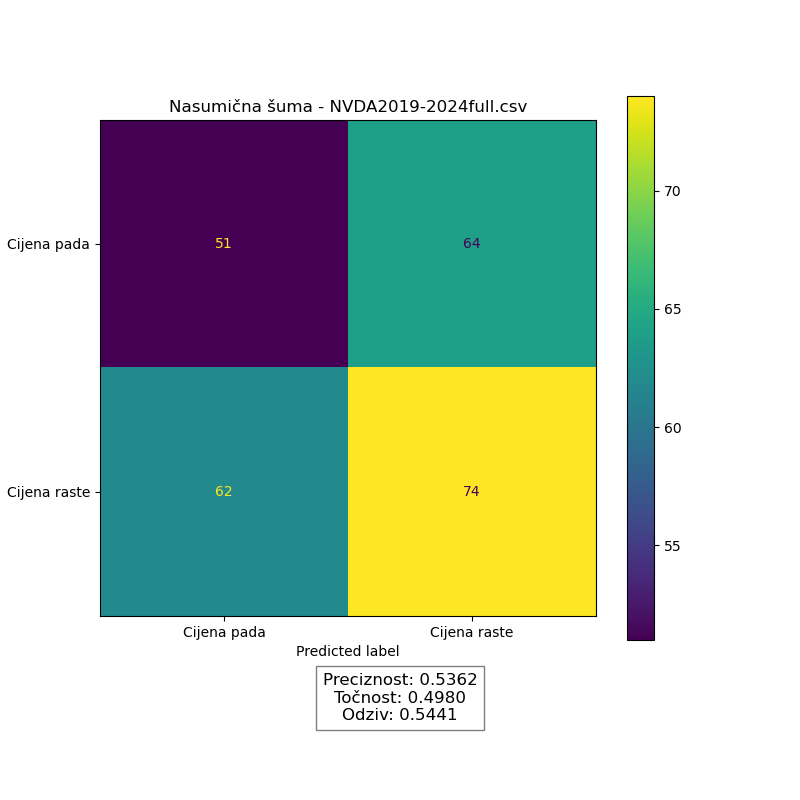 Nasumična šuma - NVDA2019-2024full.csv
Cijena pada
51
64
70
65
60
55
Cijena raste
62
74
Cijena pada
Cijena raste
Predicted label
Preciznost: 0.5362
Točnost: 0.4980
Odziv: 0.5441